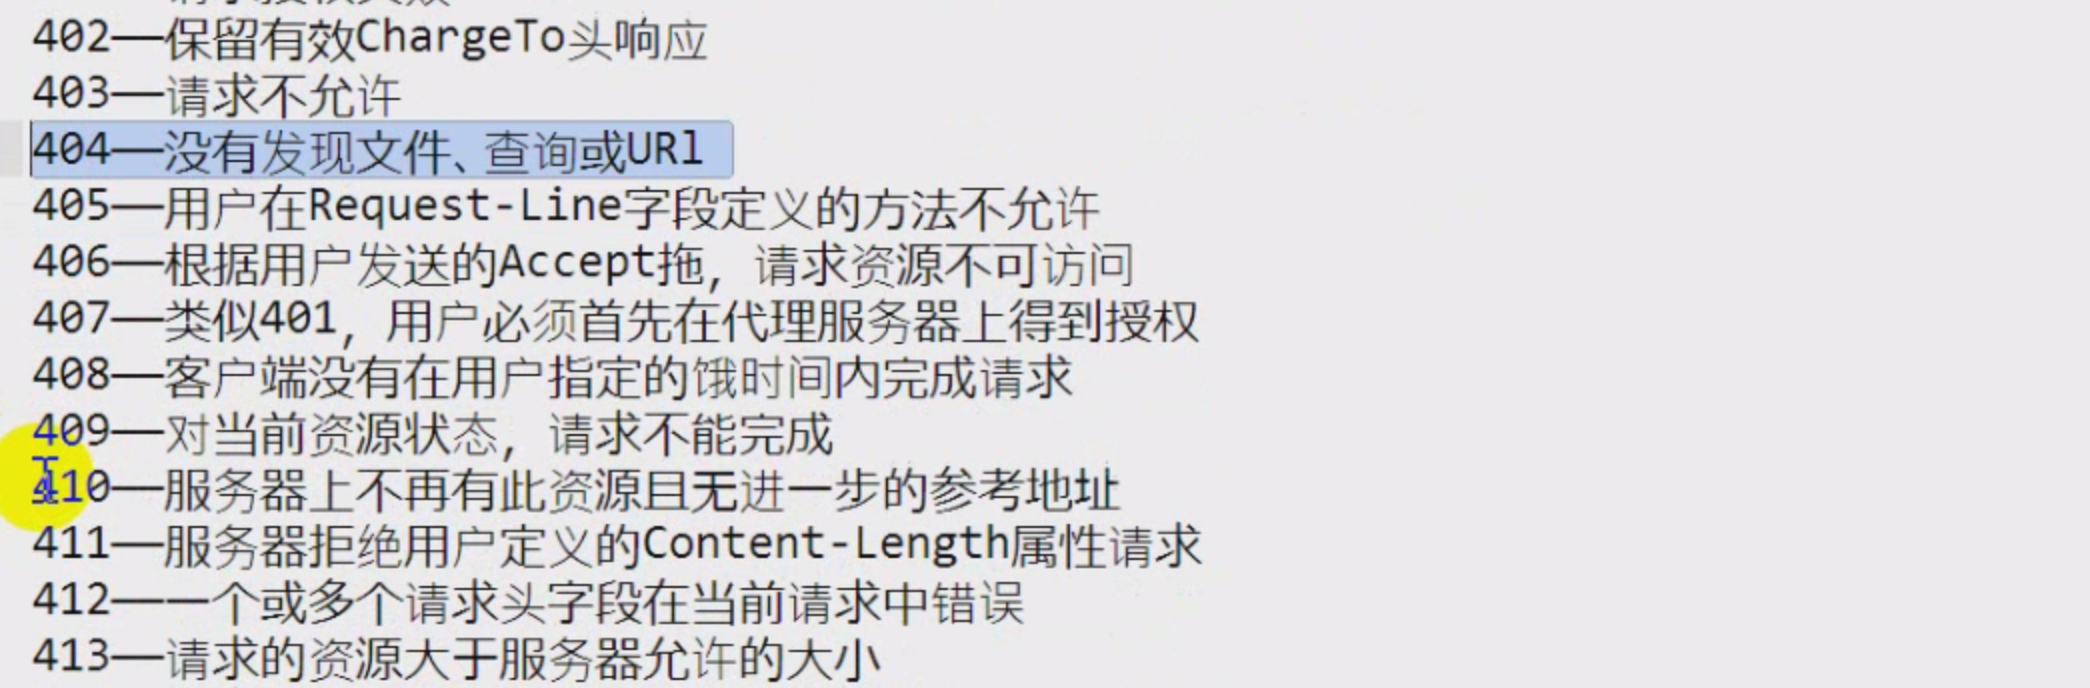 402—保留有效ChargeTo头响应
403—请求不允许
404—没有发现文件、查询或URl
405—用户在Request-Line字段定义的方法不允许
406—根据用户发送的Accept拖，请求资源不可访问
407—类似401，用户必须首先在代理服务器上得到授权
408—客户端没有在用户指定的饿时间内完成请求
409—对当前资源状态，请求不能完成
410—服务器上不再有此资源且无进一步的参考地址
411—服务器拒绝用户定义的Content-Length属性请求
412—一个或多个请求头字段在当前请求中错误
413—请求的资源大于服务器允许的大小